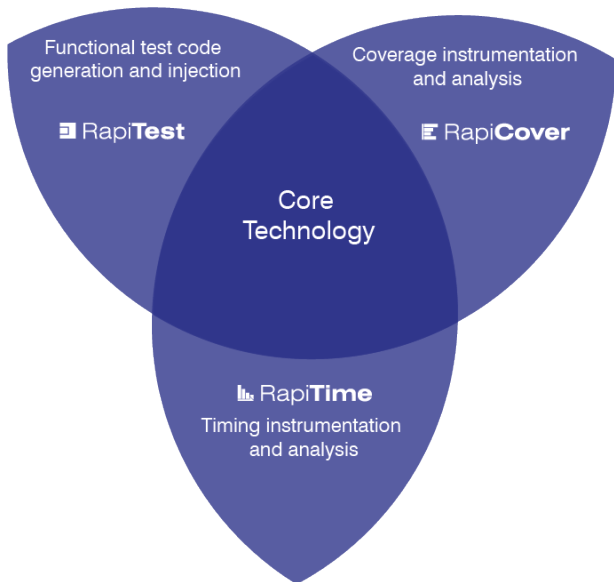 Functional test code
generation and injection
RapiTest
Coverage instrumentation
and analysis
RapiCover
Core
Technology
RapiTime
Timing instrumentation
and analysis